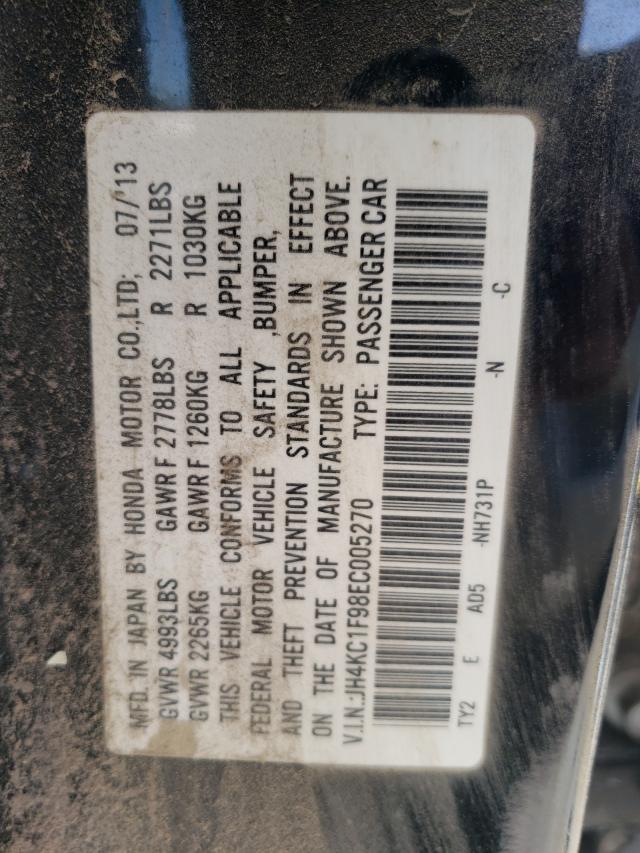 MFD. IN JAPAN BY HONDA MOTOR CO.,LTD; 07/'13
GVWR 4993LBS GAWR F 2778LBS R 2271LBS
GVWR 2265KG GAWR F 1260KG R 1030KG
THIS VEHICLE CONFORMS TO ALL APPLICABLE
FEDERAL MOTOR VEHICLE SAFETY ,BUMPER,
AND THEFT PREVENTION STANDARDS IN EFFECT
ON THE DATE OF MANUFACTURE SHOWN ABOVE.
V.I.N.:JH4KC1F98EC005270 TYPE: PASSENGER CAR
TY2 E A05 -NH731P -N -C